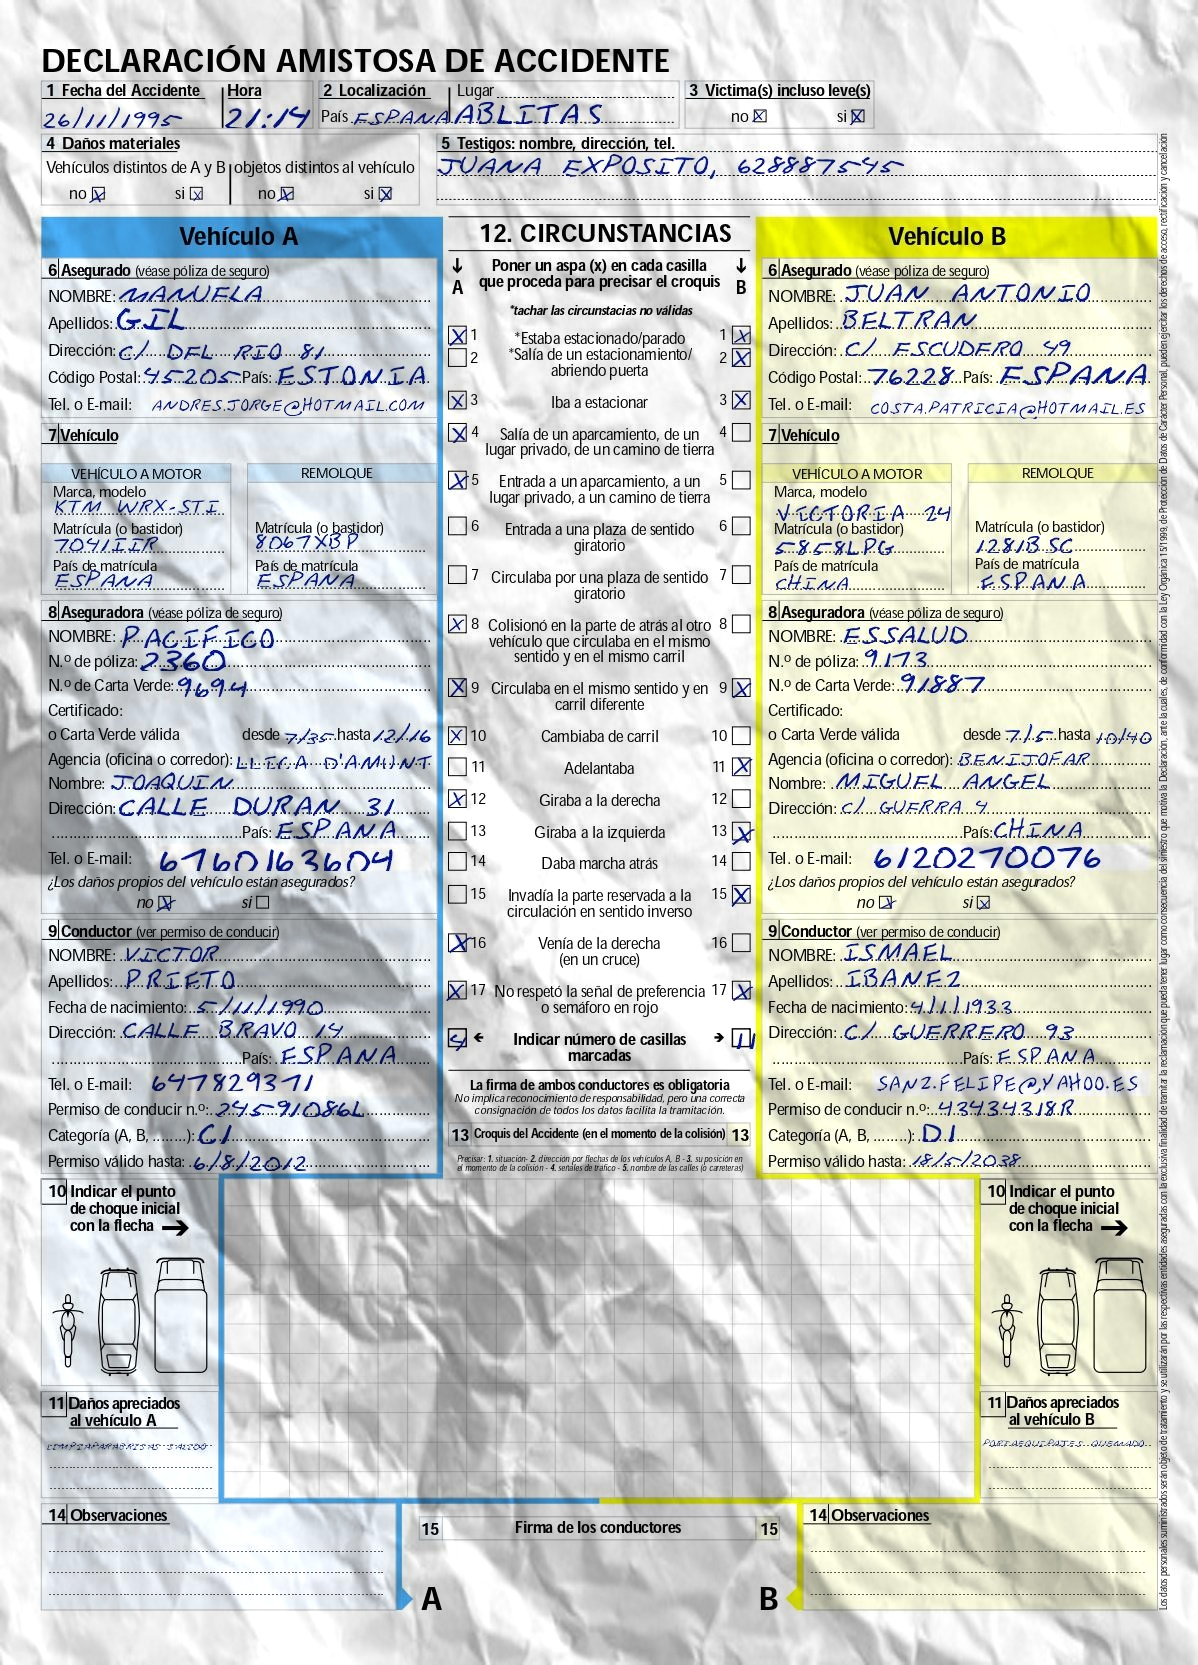 DECLARACIÓN AMISTOSA DE ACCIDENTE
1 Fecha del Accidente Hora 2 Localización Lugar 3 Victima(s) incluso leve(s)
26/11/1995 21:14 País ESPANA ABLITAS no X si X
4 Daños materiales 5 Testigos: nombre, dirección, tel.
Vehículos distintos de A y B objetos distintos al vehículo JUANA EXPOSITO, 628887545
no X si X no X si X
Vehículo A
6 Asegurado (véase póliza de seguro)
NOMBRE: MANUELA
Apellidos: GIL
Dirección: C/ DEL RIO 81
Código Postal: 45205 País: ESTONIA
Tel. o E-mail: ANDRES.JORGE@HOTMAIL.COM
7 Vehículo
VEHÍCULO A MOTOR REMOLQUE
Marca, modelo
KTM WRX-STI
Matrícula (o bastidor) Matrícula (o bastidor)
7041IIR 8067XBP
País de matrícula País de matrícula
ESPANA ESPANA
8 Aseguradora (véase póliza de seguro)
NOMBRE: PACIFICO
N.º de póliza: 2360
N.º de Carta Verde: 9694
Certificado:
o Carta Verde válida desde 7/35 hasta 12/16
Agencia (oficina o corredor): LLICA D'AMUNT
Nombre: JOAQUIN
Dirección: CALLE DURAN 31
País: ESPANA
Tel. o E-mail: 6760163604
¿Los daños propios del vehículo están asegurados?
no X si
9 Conductor (ver permiso de conducir)
NOMBRE: VICTOR
Apellidos: PRIETO
Fecha de nacimiento: 5/11/1990
Dirección: CALLE BRAVO 14
País: ESPANA
Tel. o E-mail: 647829371
Permiso de conducir n.º: 24591086L
Categoría (A, B, ........): C1
Permiso válido hasta: 6/8/2012
12. CIRCUNSTANCIAS
A Poner un aspa (x) en cada casilla que proceda para precisar el croquis B
*tachar las circunstacias no válidas
X 1 *Estaba estacionado/parado 1 X
2 *Salía de un estacionamiento/ abriendo puerta 2 X
X 3 Iba a estacionar 3 X
X 4 Salía de un aparcamiento, de un lugar privado, de un camino de tierra 4
X 5 Entrada a un aparcamiento, a un lugar privado, a un camino de tierra 5
6 Entrada a una plaza de sentido giratorio 6
7 Circulaba por una plaza de sentido giratorio 7
X 8 Colisionó en la parte de atrás al otro vehículo que circulaba en el mismo sentido y en el mismo carril 8
X 9 Circulaba en el mismo sentido y en carril diferente 9 X
X 10 Cambiaba de carril 10
11 Adelantaba 11 X
X 12 Giraba a la derecha 12
13 Giraba a la izquierda 13 X
14 Daba marcha atrás 14
15 Invadía la parte reservada a la circulación en sentido inverso 15 X
X 16 Venía de la derecha (en un cruce) 16
X 17 No respetó la señal de preferencia o semáforo en rojo 17 X
Indicar número de casillas marcadas 11
La firma de ambos conductores es obligatoria
No implica reconocimiento de responsabilidad, pero una correcta
consignación de todos los datos facilita la tramitación.
13 Croquis del Accidente (en el momento de la colisión) 13
Precisar: 1. situación- 2. dirección por flechas de los vehículos A, B - 3. su posición en
el momento de la colisión - 4. señales de tráfico - 5. nombre de las calles (o carreteras)
Vehículo B
6 Asegurado (véase póliza de seguro)
NOMBRE: JUAN ANTONIO
Apellidos: BELTRAN
Dirección: C/ ESCUDERO 49
Código Postal: 76228 País: ESPANA
Tel. o E-mail: COSTA.PATRICIA@HOTMAIL.ES
7 Vehículo
VEHÍCULO A MOTOR REMOLQUE
Marca, modelo
VICTORIA 24
Matrícula (o bastidor) Matrícula (o bastidor)
5858LPG 1281BSC
País de matrícula País de matrícula
CHINA ESPANA
8 Aseguradora (véase póliza de seguro)
NOMBRE: ESSALUD
N.º de póliza: 9173
N.º de Carta Verde: 91887
Certificado:
o Carta Verde válida desde 7/5 hasta 10/40
Agencia (oficina o corredor): BENIJOFAR
Nombre: MIGUEL ANGEL
Dirección: C/ GUERRA 4
País: CHINA
Tel. o E-mail: 6120270076
¿Los daños propios del vehículo están asegurados?
no X si X
9 Conductor (ver permiso de conducir)
NOMBRE: ISMAEL
Apellidos: IBANEZ
Fecha de nacimiento: 4/1/1933
Dirección: C/ GUERRERO 93
País: ESPANA
Tel. o E-mail: SANZ.FELIPE@YAHOO.ES
Permiso de conducir n.º: 43434318R
Categoría (A, B, ........): D1
Permiso válido hasta: 18/5/2038
Los datos personales suministrados serán objeto de tratamiento y se utilizarán por las respectivas entidades aseguradas con la exclusiva finalidad de tramitar la reclamación que pueda tener lugar como consecuencia del siniestro que motiva la Declaración, ante la cuales, de conformidad con la Ley Orgánica 15/1999, de Protección de Datos de Carácter Personal, pueden ejercitar los derechos de acceso, rectificación y cancelación
10 Indicar el punto de choque inicial con la flecha
10 Indicar el punto de choque inicial con la flecha
11 Daños apreciados al vehículo A
LIMPIAPARABRISAS SALIDO
11 Daños apreciados al vehículo B
PORTAEQUIPAJES QUEMADO
14 Observaciones
15 Firma de los conductores 15
14 Observaciones
A B